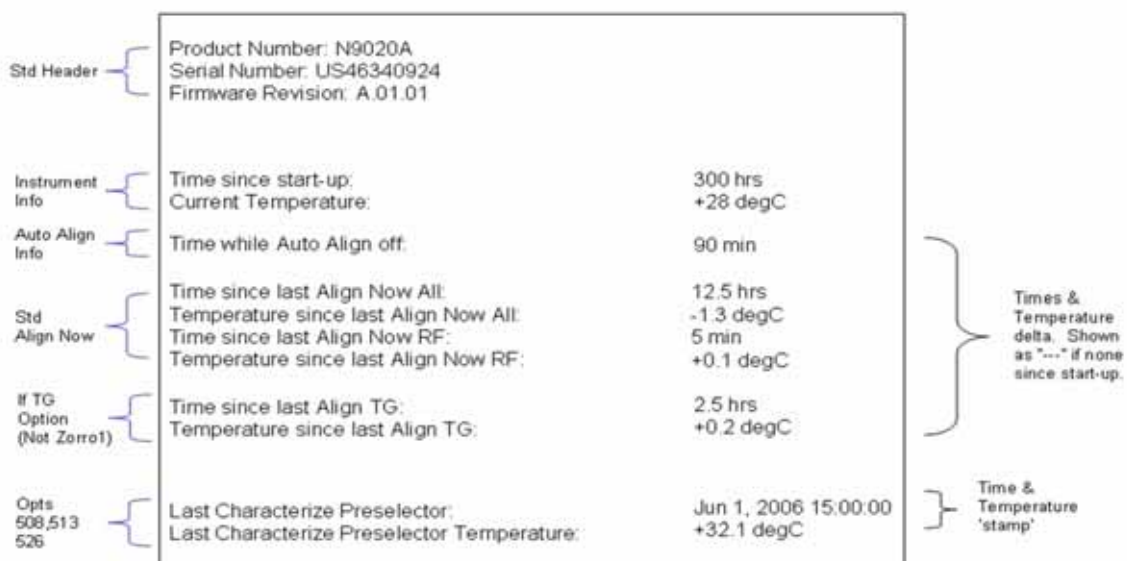 Std Header
Product Number: N9020A
Serial Number: US46340924
Firmware Revision: A.01.01
Instrument
Info
Time since start-up: 300 hrs
Current Temperature: +28 degC
Auto Align
Info
Time while Auto Align off: 90 min
Std
Align Now
Time since last Align Now All: 12.5 hrs
Temperature since last Align Now All: -1.3 degC
Time since last Align Now RF: 5 min
Temperature since last Align Now RF: +0.1 degC
Times &
Temperature
delta. Shown
as "---" if none
since start-up.
If TG
Option
(Not Zorro1)
Time since last Align TG: 2.5 hrs
Temperature since last Align TG: +0.2 degC
Opts
508,513
526
Last Characterize Preselector: Jun 1, 2006 15:00:00
Last Characterize Preselector Temperature: +32.1 degC
Time &
Temperature
'stamp'